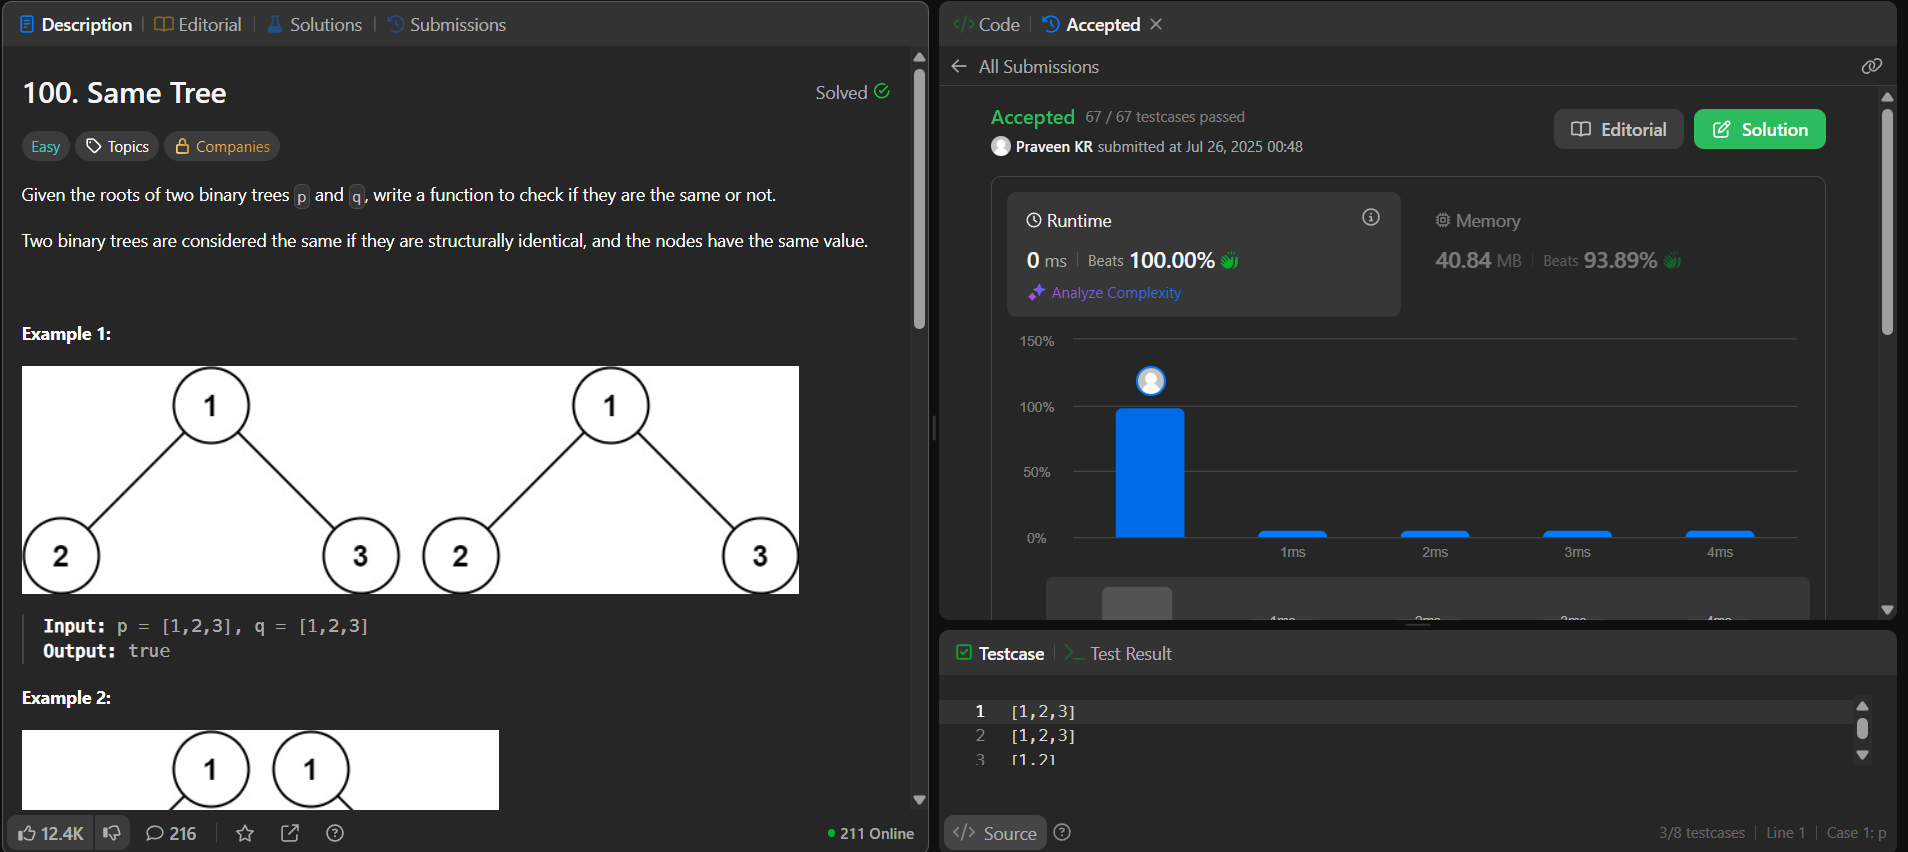 Description
Editorial
Solutions
Submissions
100. Same Tree
Solved
Easy
Topics
Companies
Given the roots of two binary trees p and q, write a function to check if they are the same or not.
Two binary trees are considered the same if they are structurally identical, and the nodes have the same value.
Example 1:
1 1
2 3 2 3
Input: p = [1,2,3], q = [1,2,3]
Output: true
Example 2:
1 1
12.4K
216
211 Online
</> Code
Accepted
All Submissions
Accepted 67 / 67 testcases passed
Praveen KR submitted at Jul 26, 2025 00:48
Editorial
Solution
Runtime
0 ms Beats 100.00%
Analyze Complexity
Memory
40.84 MB Beats 93.89%
150%
100%
50%
0%
1ms 2ms 3ms 4ms
1ms 2ms 3ms 4ms
Testcase
Test Result
1 [1,2,3]
2 [1,2,3]
3 [1,2]
</> Source
3/8 testcases Line 1 Case 1: p